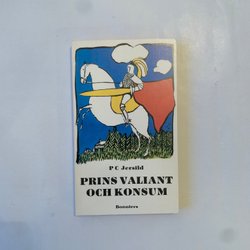 P C Jersild
PRINS VALIANT
OCH KONSUM
Bonniers